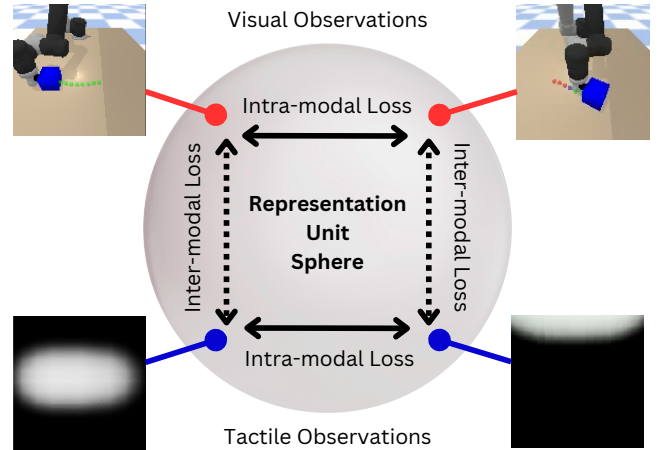 Visual Observations
Intra-modal Loss
Inter-modal Loss
Inter-modal Loss
Representation
Unit
Sphere
Intra-modal Loss
Tactile Observations